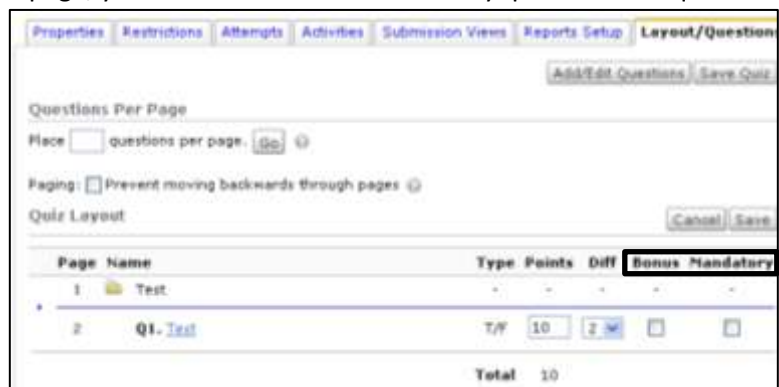 Properties Restrictions Attempts Activities Submission Views Reports Setup Layout/Question
Add/Edit Questions Save Quiz
Questions Per Page
Place questions per page. Go
Paging: Prevent moving backwards through pages
Quiz Layout Cancel Save
Page Name Type Points Diff Bonus Mandatory
1 Test - - - - -
2 Q1. Test T/F 10 2
Total 10